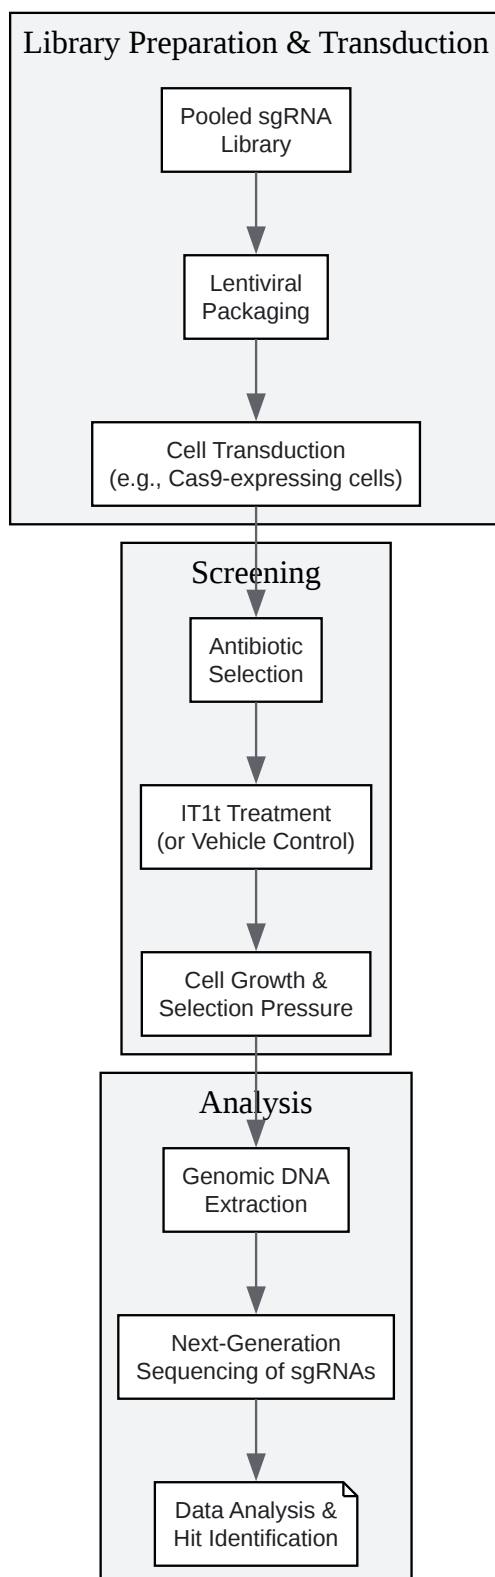 Library Preparation & Transduction
Pooled sgRNA
Library
Lentiviral
Packaging
Cell Transduction
(e.g., Cas9-expressing cells)
Screening
Antibiotic
Selection
IT1t Treatment
(or Vehicle Control)
Cell Growth &
Selection Pressure
Analysis
Genomic DNA
Extraction
Next-Generation
Sequencing of sgRNAs
Data Analysis &
Hit Identification